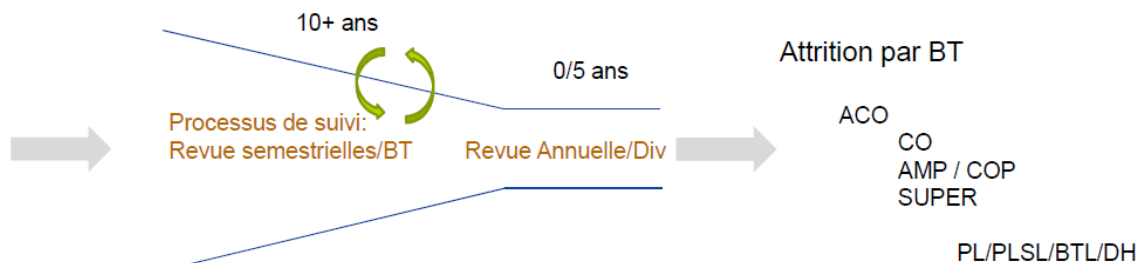 10+ ans
0/5 ans
Processus de suivi:
Revue semestrielles/BT
Revue Annuelle/Div
Attrition par BT
ACO
CO
AMP / COP
SUPER
PL/PLSL/BTL/DH